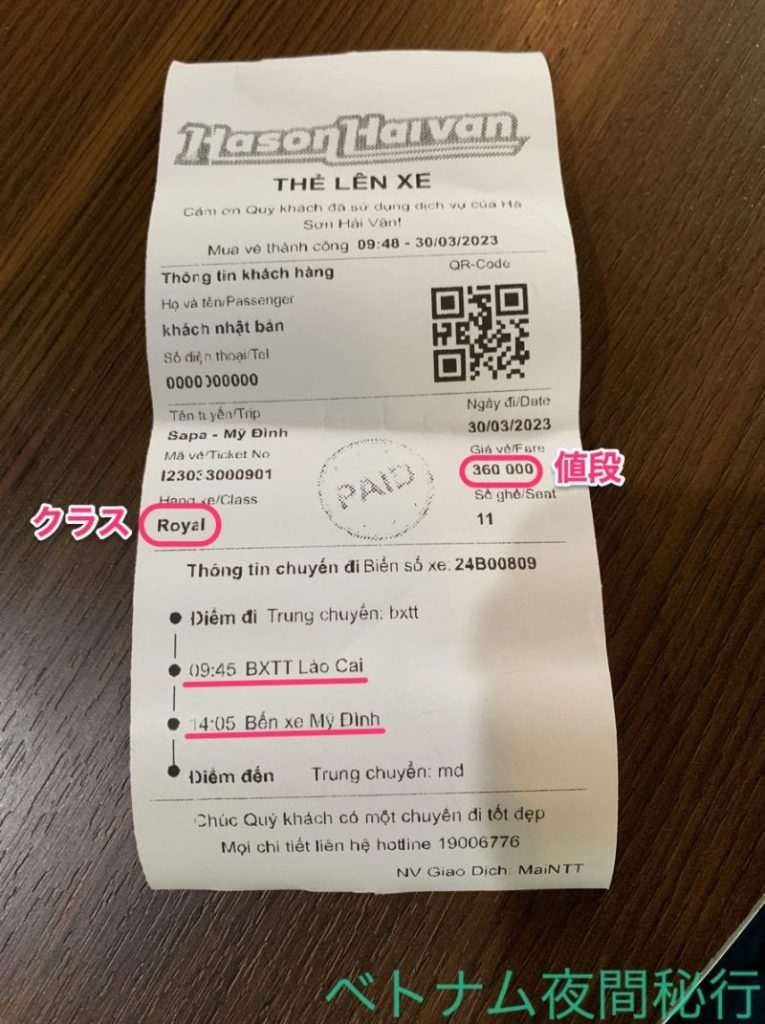 HasonHaivan
THẺ LÊN XE
Cảm ơn Quý khách đã sử dụng dịch vụ của Hà
Sơn Hải Vân!
Mua vé thành công 09:48 - 30/03/2023
Thông tin khách hàng
QR-Code
Họ và tên/Passenger
khách nhật bản
Số điện thoại/Tel
0000000000
Tên tuyến/Trip
Ngày đi/Date
Sapa - Mỹ Đình
30/03/2023
Mã vé/Ticket No
Giá vé/Fare
I23033000901
360 000
値段
PAID
Hạng xe/Class
Số ghế/Seat
クラス
Royal
11
Thông tin chuyến đi Biển số xe: 24B00809
Điểm đi Trung chuyển: bxtt
09:45 BXTT Lào Cai
14:05 Bến xe Mỹ Đình
Điểm đến Trung chuyển: md
Chúc Quý khách có một chuyến đi tốt đẹp
Mọi chi tiết liên hệ hotline 19006776
NV Giao Dịch: MaiNTT
ベトナム夜間秘行